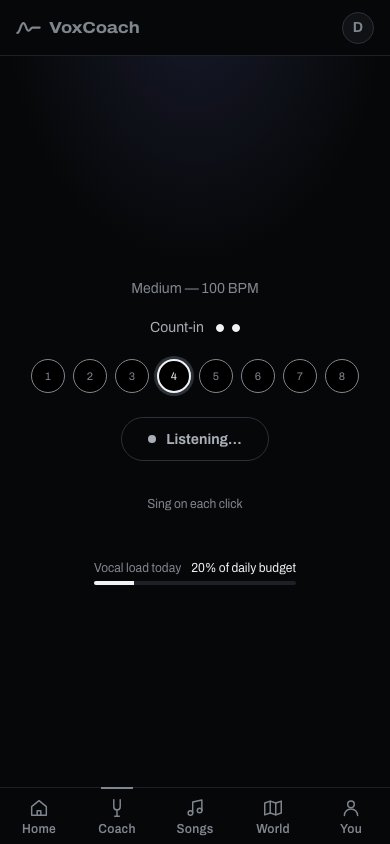 VoxCoach
D
Medium — 100 BPM
Count-in
1 2 3 4 5 6 7 8
Listening...
Sing on each click
Vocal load today 20% of daily budget
Home Coach Songs World You